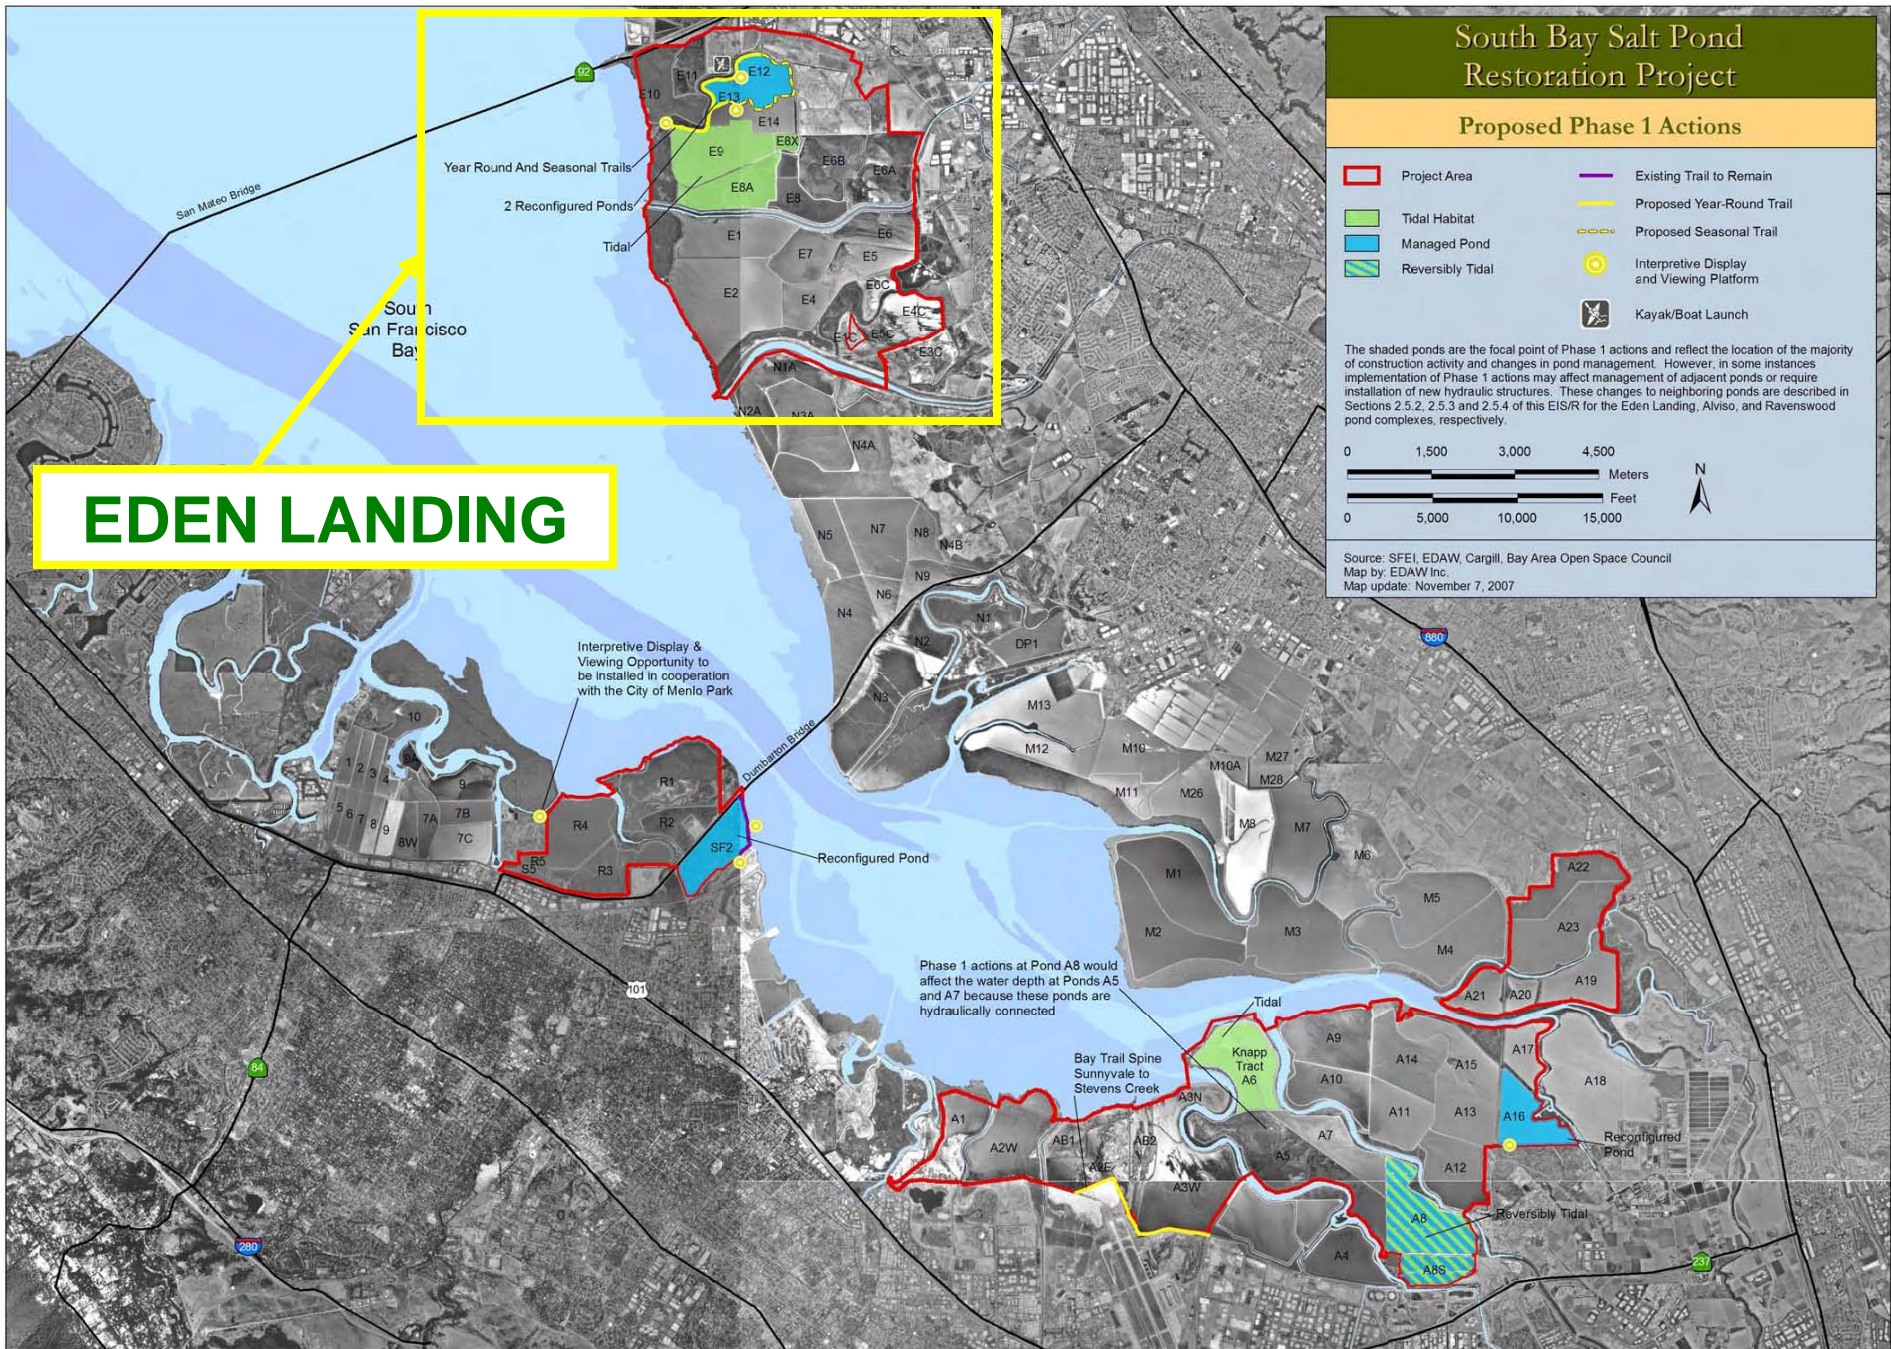 South Bay Salt Pond
Restoration Project
Proposed Phase 1 Actions
Project Area
Tidal Habitat
Managed Pond
Reversibly Tidal
Existing Trail to Remain
Proposed Year-Round Trail
Proposed Seasonal Trail
Interpretive Display
and Viewing Platform
Kayak/Boat Launch
The shaded ponds are the focal point of Phase 1 actions and reflect the location of the majority
of construction activity and changes in pond management. However, in some instances
implementation of Phase 1 actions may affect management of adjacent ponds or require
installation of new hydraulic structures. These changes to neighboring ponds are described in
Sections 2.5.2, 2.5.3 and 2.5.4 of this EIS/R for the Eden Landing, Alviso, and Ravenswood
pond complexes, respectively.
0 1,500 3,000 4,500
Meters
Feet
0 5,000 10,000 15,000
N
Source: SFEI, EDAW, Cargill, Bay Area Open Space Council
Map by: EDAW Inc.
Map update: November 7, 2007
92
San Mateo Bridge
E10
E11
E12
E13
E14
E9
E8X
E8A
E8
E6B
E6A
E1
E6
E7
E5
E2
E4
E6C
E4C
E1C
E5C
E3C
Year Round And Seasonal Trails
2 Reconfigured Ponds
Tidal
South
San Francisco
Bay
EDEN LANDING
N1A
N2A
N3A
N4A
N5
N7
N8
N4B
N9
N6
N4
N1
N2
DP1
N3
880
Interpretive Display &
Viewing Opportunity to
be installed in cooperation
with the City of Menlo Park
Dumbarton Bridge
10
1
2
3
4
9A
9
5
6
7
8
9
8W
7A
7B
7C
R1
R2
R4
R5
S5
R3
SF2
Reconfigured Pond
M13
M12
M10
M10A
M27
M28
M11
M26
M8
M7
M6
M1
M2
M3
M5
M4
A22
A23
A19
A20
A21
101
84
280
237
Phase 1 actions at Pond A8 would
affect the water depth at Ponds A5
and A7 because these ponds are
hydraulically connected
Tidal
Knapp
Tract
A6
Bay Trail Spine
Sunnyvale to
Stevens Creek
A9
A10
A14
A15
A17
A18
A11
A13
A16
A12
Reconfigured
Pond
A1
A2W
AB1
A2E
AB2
A3N
A3W
A5
A7
A4
A8
A8S
Reversibly Tidal